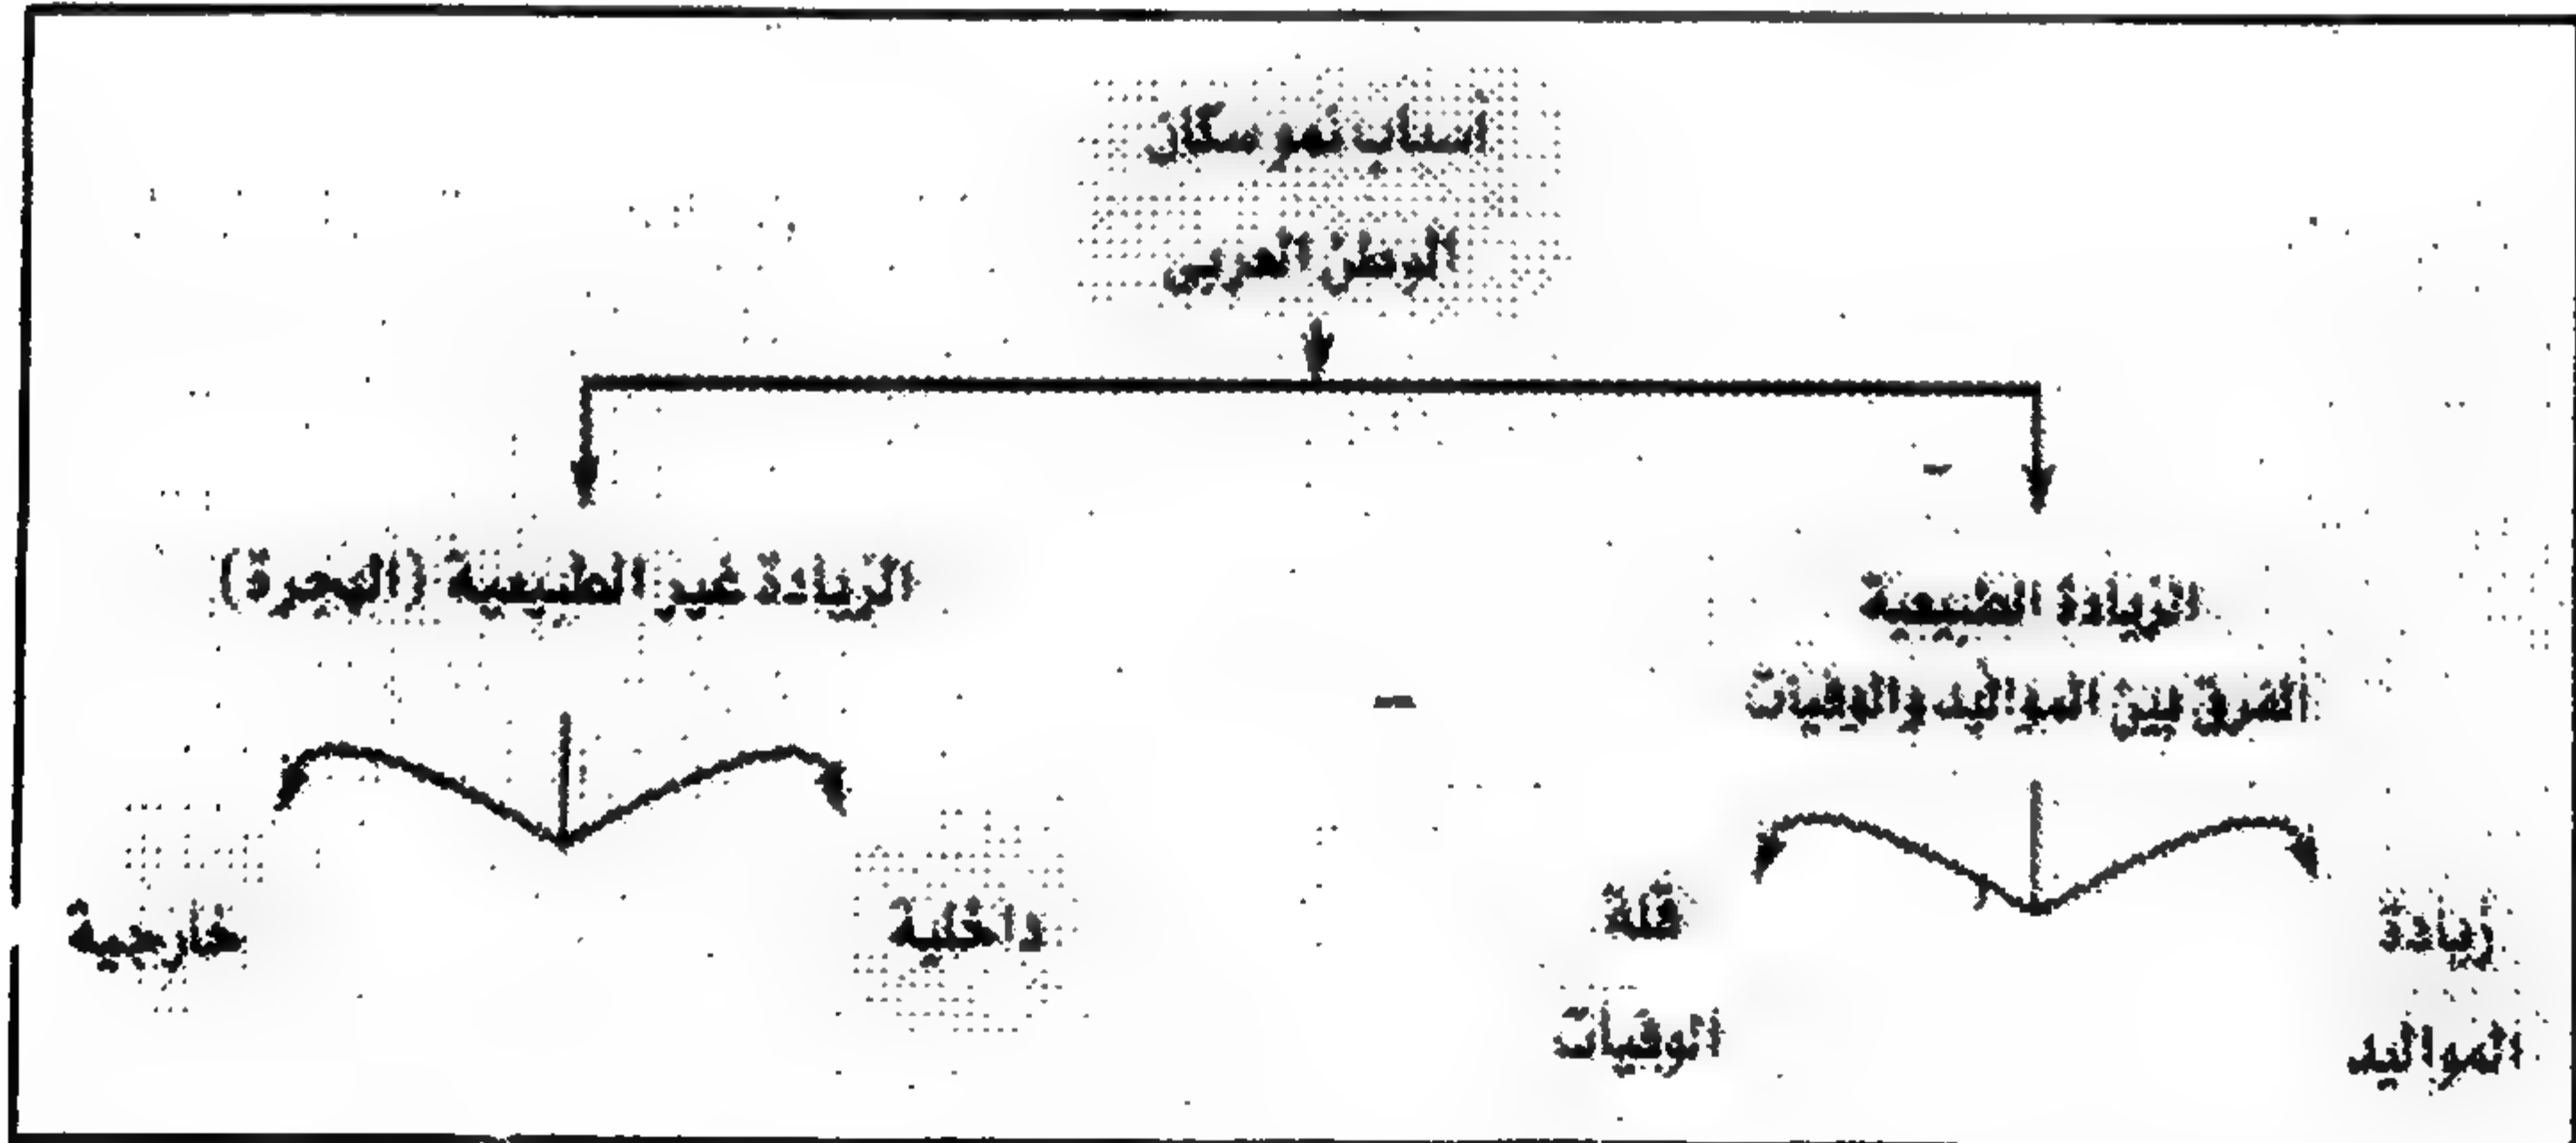 أسباب نمو سكان
الوطن العربى
الزيادة الطبيعية
الفرق بين المواليد والوفيات
زيادة
المواليد
قلة
الوفيات
الزيادة غير الطبيعية (الهجرة)
داخلية
خارجية